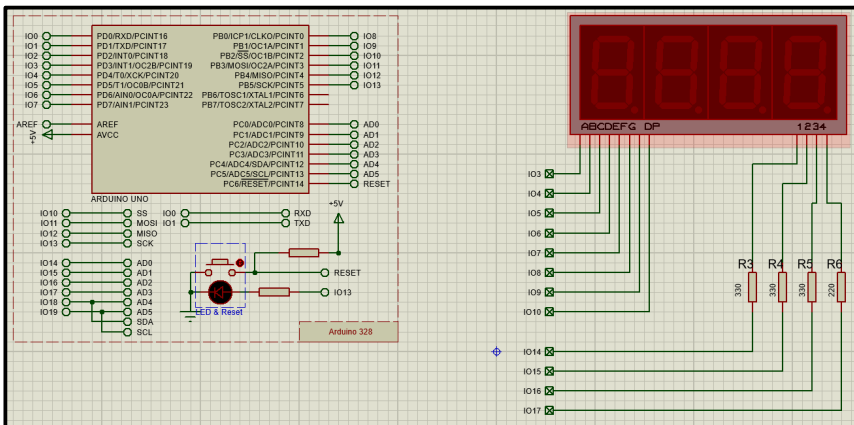 IO0 PD0/RXD/PCINT16 PB0/ICP1/CLKO/PCINT0 IO8
IO1 PD1/TXD/PCINT17 PB1/OC1A/PCINT1 IO9
IO2 PD2/INT0/PCINT18 PB2/SS/OC1B/PCINT2 IO10
IO3 PD3/INT1/OC2B/PCINT19 PB3/MOSI/OC2A/PCINT3 IO11
IO4 PD4/T0/XCK/PCINT20 PB4/MISO/PCINT4 IO12
IO5 PD5/T1/OC0B/PCINT21 PB5/SCK/PCINT5 IO13
IO6 PD6/AIN0/OC0A/PCINT22 PB6/TOSC1/XTAL1/PCINT6
IO7 PD7/AIN1/PCINT23 PB7/TOSC2/XTAL2/PCINT7
AREF AREF PC0/ADC0/PCINT8 AD0
+5V AVCC PC1/ADC1/PCINT9 AD1
PC2/ADC2/PCINT10 AD2
PC3/ADC3/PCINT11 AD3
PC4/ADC4/SDA/PCINT12 AD4
PC5/ADC5/SCL/PCINT13 AD5
PC6/RESET/PCINT14 RESET
ARDUINO UNO
IO10 SS IO0 RXD
IO11 MOSI IO1 TXD
IO12 MISO
IO13 SCK
+5V
IO14 AD0
IO15 AD1
IO16 AD2
IO17 AD3
IO18 AD4
IO19 AD5
SDA
SCL
RESET
IO13
LED & Reset
Arduino 328
ABCDEFG DP 1234
IO3
IO4
IO5
IO6
IO7
IO8
IO9
IO10
R3 R4 R5 R6
330 330 330 220
IO14
IO15
IO16
IO17